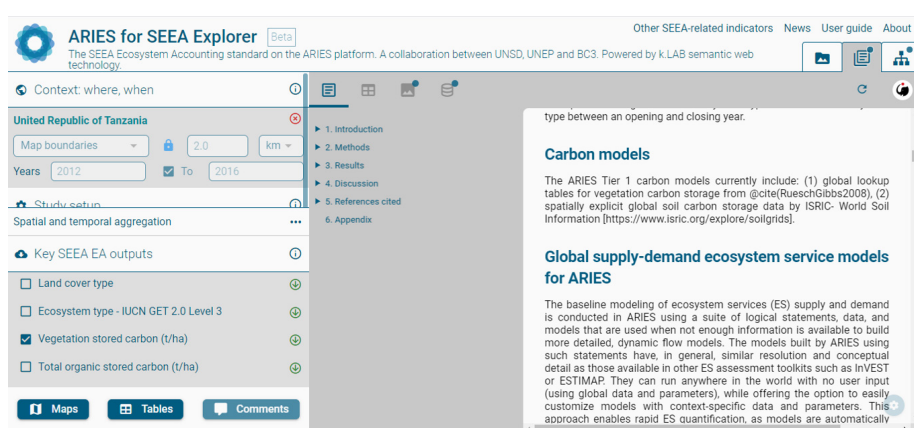 Other SEEA-related indicators News User guide About
ARIES for SEEA Explorer Beta
The SEEA Ecosystem Accounting standard on the ARIES platform. A collaboration between UNSD, UNEP and BC3. Powered by k.LAB semantic web
technology.
Context: where, when
United Republic of Tanzania
Map boundaries 2.0 km
Years 2012 To 2016
Study setup
Spatial and temporal aggregation
Key SEEA EA outputs
Land cover type
Ecosystem type - IUCN GET 2.0 Level 3
Vegetation stored carbon (t/ha)
Total organic stored carbon (t/ha)
Maps Tables Comments
1. Introduction
2. Methods
3. Results
4. Discussion
5. References cited
6. Appendix
type between an opening and closing year.
Carbon models
The ARIES Tier 1 carbon models currently include: (1) global lookup
tables for vegetation carbon storage from @cite(RueschGibbs2008), (2)
spatially explicit global soil carbon storage data by ISRIC- World Soil
Information [https://www.isric.org/explore/soilgrids].
Global supply-demand ecosystem service models
for ARIES
The baseline modeling of ecosystem services (ES) supply and demand
is conducted in ARIES using a suite of logical statements, data, and
models that are used when not enough information is available to build
more detailed, dynamic flow models. The models built by ARIES using
such statements have, in general, similar resolution and conceptual
detail as those available in other ES assessment toolkits such as InVEST
or ESTIMAP. They can run anywhere in the world with no user input
(using global data and parameters), while offering the option to easily
customize models with context-specific data and parameters. This
approach enables rapid ES quantification, as models are automatically